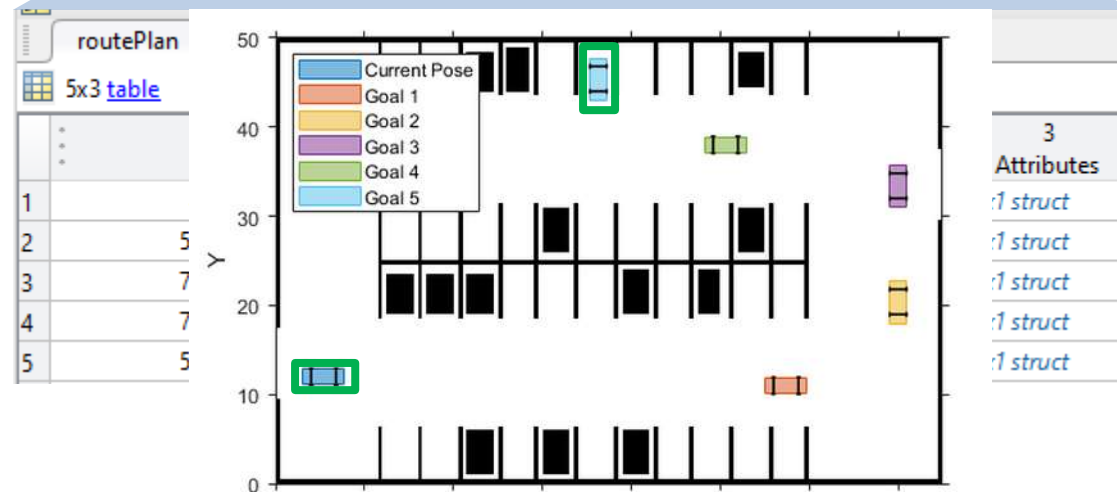 routePlan
5x3 table
3
Attributes
1
:1 struct
2
5
:1 struct
3
7
:1 struct
4
7
:1 struct
5
5
:1 struct
50
40
30
20
10
0
Y
Current Pose
Goal 1
Goal 2
Goal 3
Goal 4
Goal 5